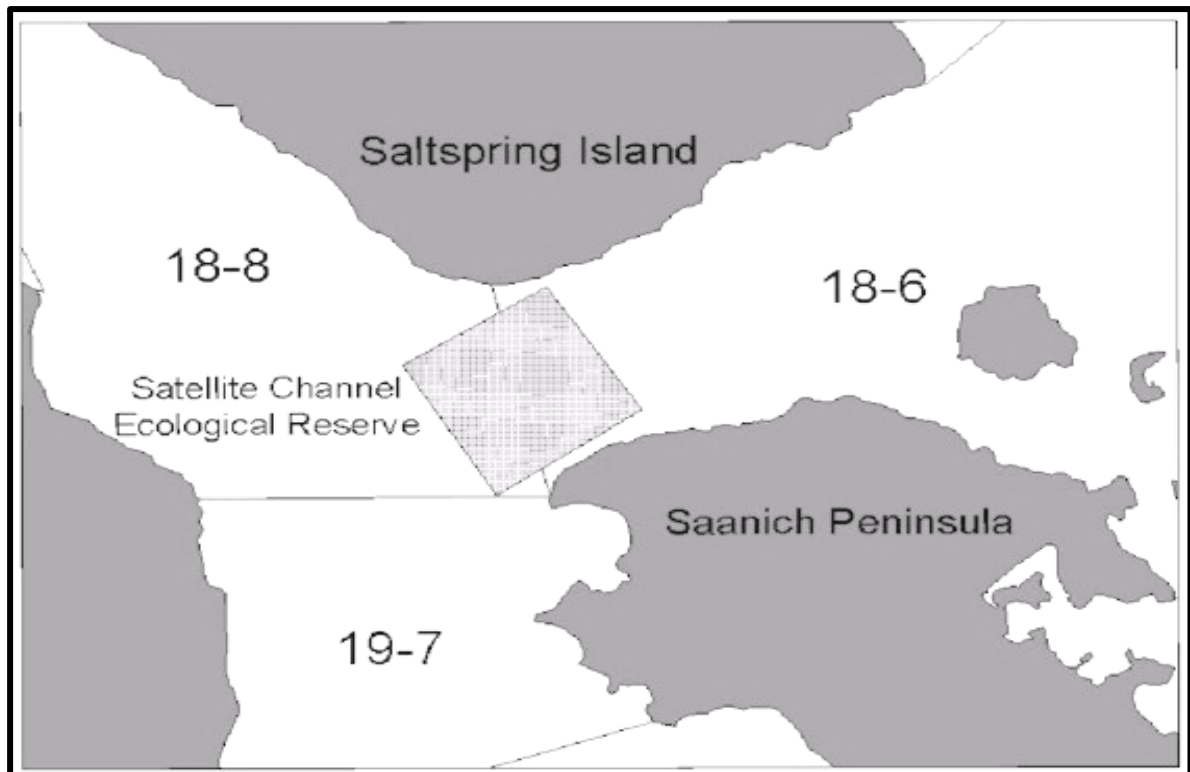 Saltspring Island
18-8
18-6
Satellite Channel
Ecological Reserve
Saanich Peninsula
19-7